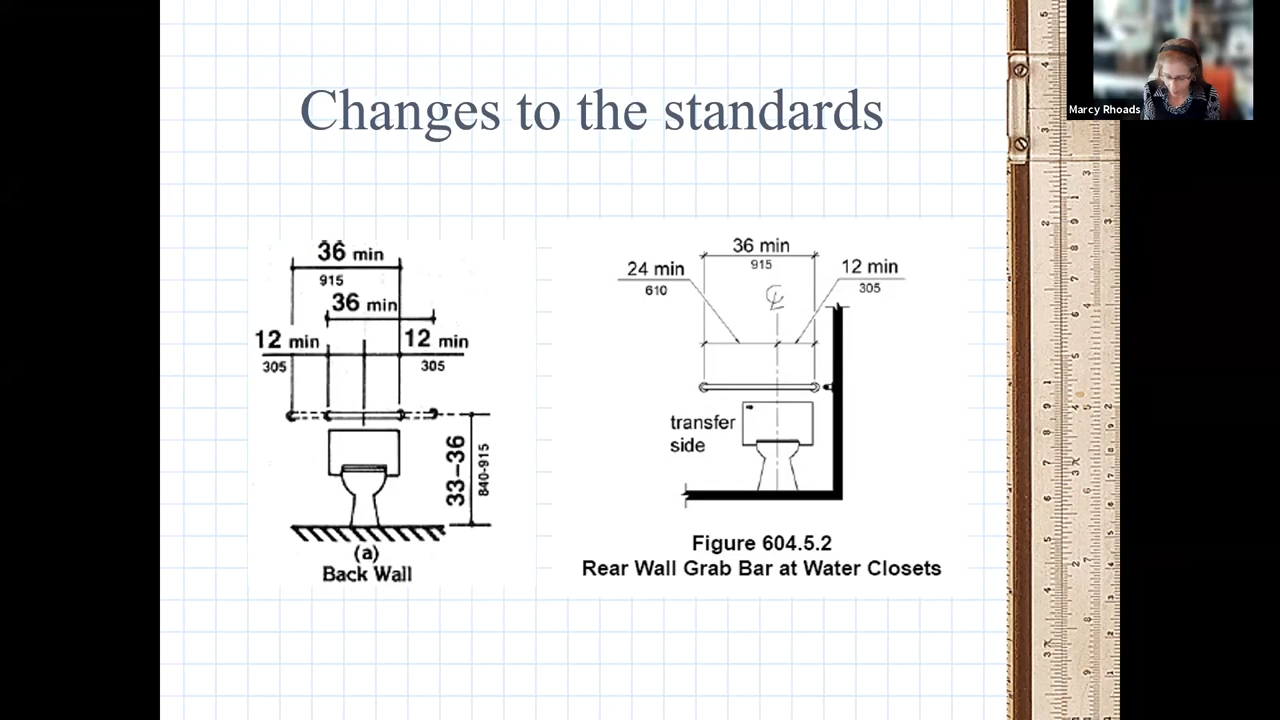 Changes to the standards
Marcy Rhoads
36 min
915
36 min
12 min
12 min
305
305
33–36
840-915
(a)
Back Wall
36 min
915
24 min
610
12 min
305
transfer
side
Figure 604.5.2
Rear Wall Grab Bar at Water Closets